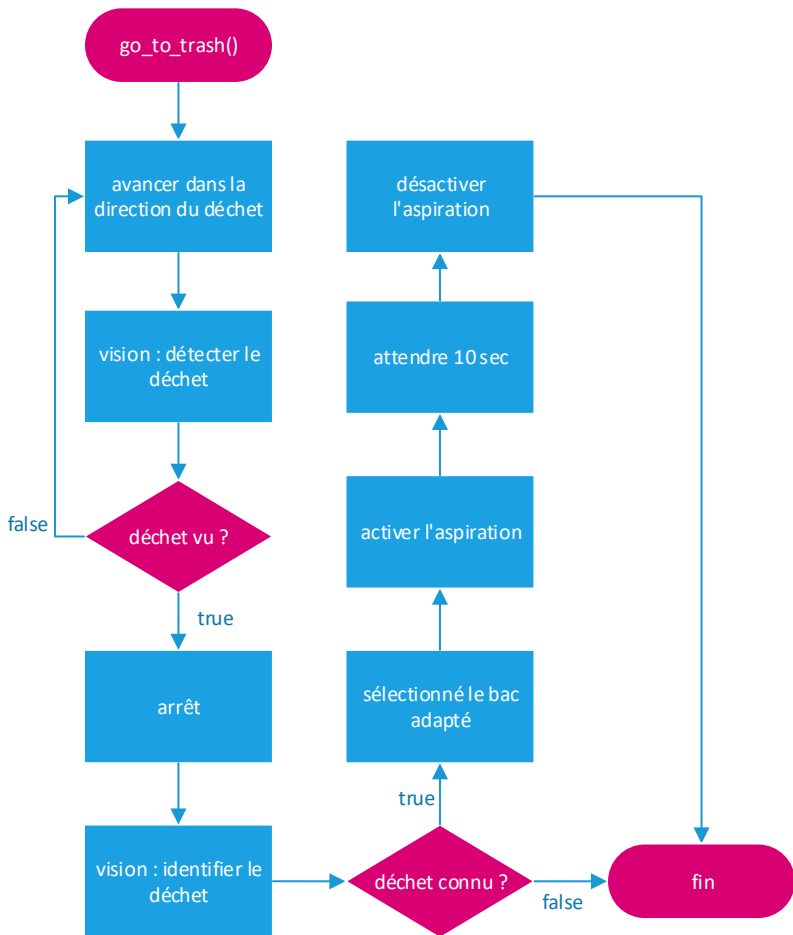 go_to_trash()
avancer dans la
direction du déchet
vision : détecter le
déchet
déchet vu ?
false
true
arrêt
vision : identifier le
déchet
déchet connu ?
false
true
sélectionné le bac
adapté
activer l'aspiration
attendre 10 sec
désactiver
l'aspiration
fin